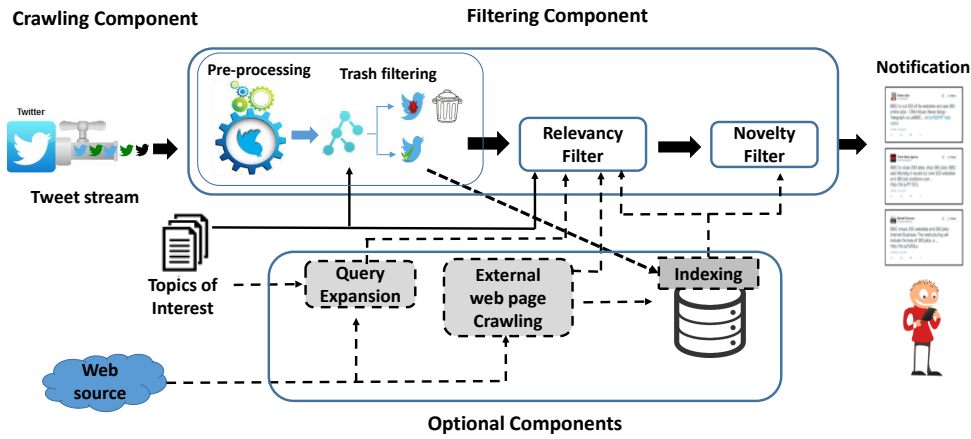 Crawling Component
Filtering Component
Pre-processing
Trash filtering
Notification
Twitter
Relevancy
Filter
Novelty
Filter
Tweet stream
Topics of
Interest
Query
Expansion
External
web page
Crawling
Indexing
Web
source
Optional Components